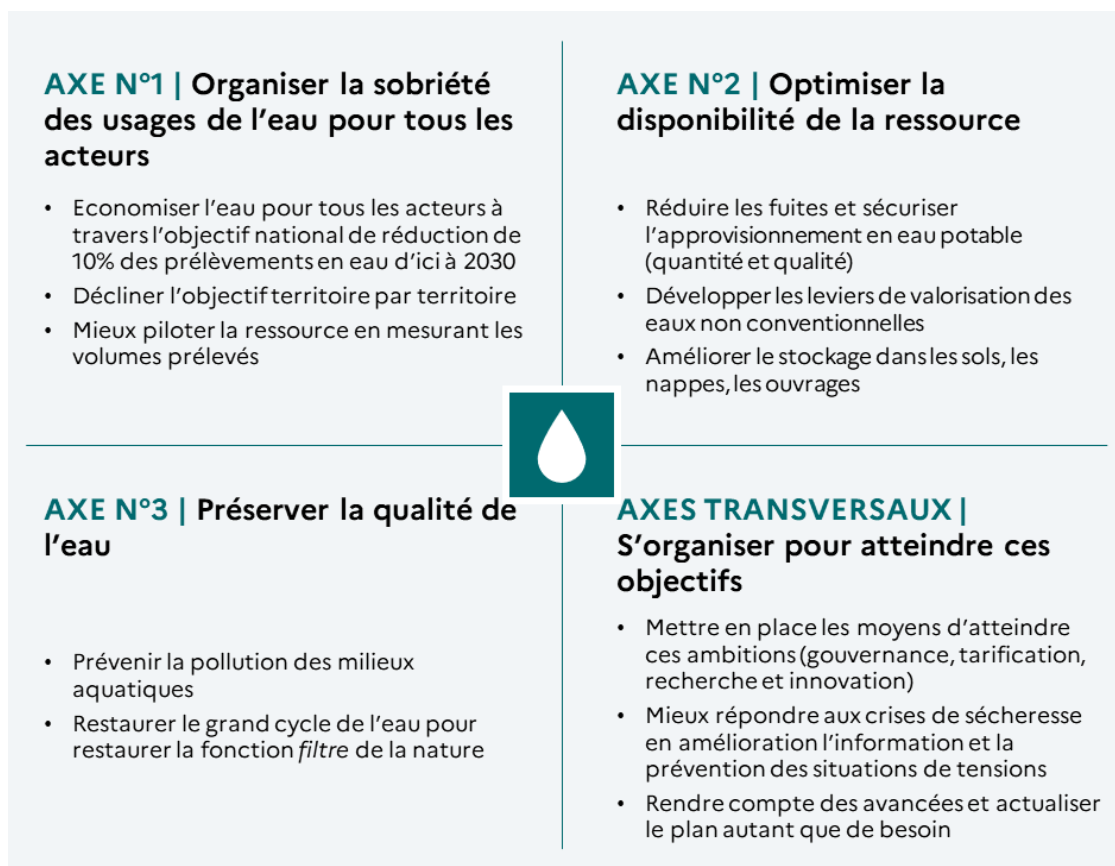 AXE N°1 | Organiser la sobriété
des usages de l'eau pour tous les
acteurs
• Economiser l'eau pour tous les acteurs à
travers l'objectif national de réduction de
10% des prélèvements en eau d'ici à 2030
• Décliner l'objectif territoire par territoire
• Mieux piloter la ressource en mesurant les
volumes prélevés
AXE N°2 | Optimiser la
disponibilité de la ressource
• Réduire les fuites et sécuriser
l'approvisionnement en eau potable
(quantité et qualité)
• Développer les leviers de valorisation des
eaux non conventionnelles
• Améliorer le stockage dans les sols, les
nappes, les ouvrages
AXE N°3 | Préserver la qualité de
l'eau
• Prévenir la pollution des milieux
aquatiques
• Restaurer le grand cycle de l'eau pour
restaurer la fonction filtre de la nature
AXES TRANSVERSAUX |
S'organiser pour atteindre ces
objectifs
• Mettre en place les moyens d'atteindre
ces ambitions (gouvernance, tarification,
recherche et innovation)
• Mieux répondre aux crises de sécheresse
en amélioration l'information et la
prévention des situations de tensions
• Rendre compte des avancées et actualiser
le plan autant que de besoin